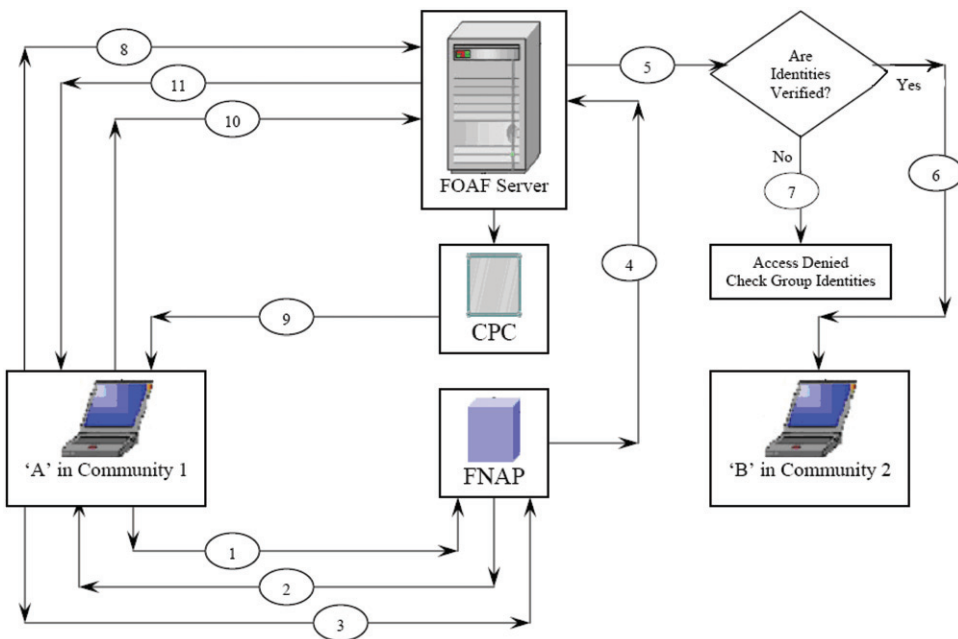 8
11
10
FOAF Server
5
Are
Identities
Verified?
Yes
No
7
6
4
Access Denied
Check Group Identities
9
CPC
'A' in Community 1
FNAP
'B' in Community 2
1
2
3